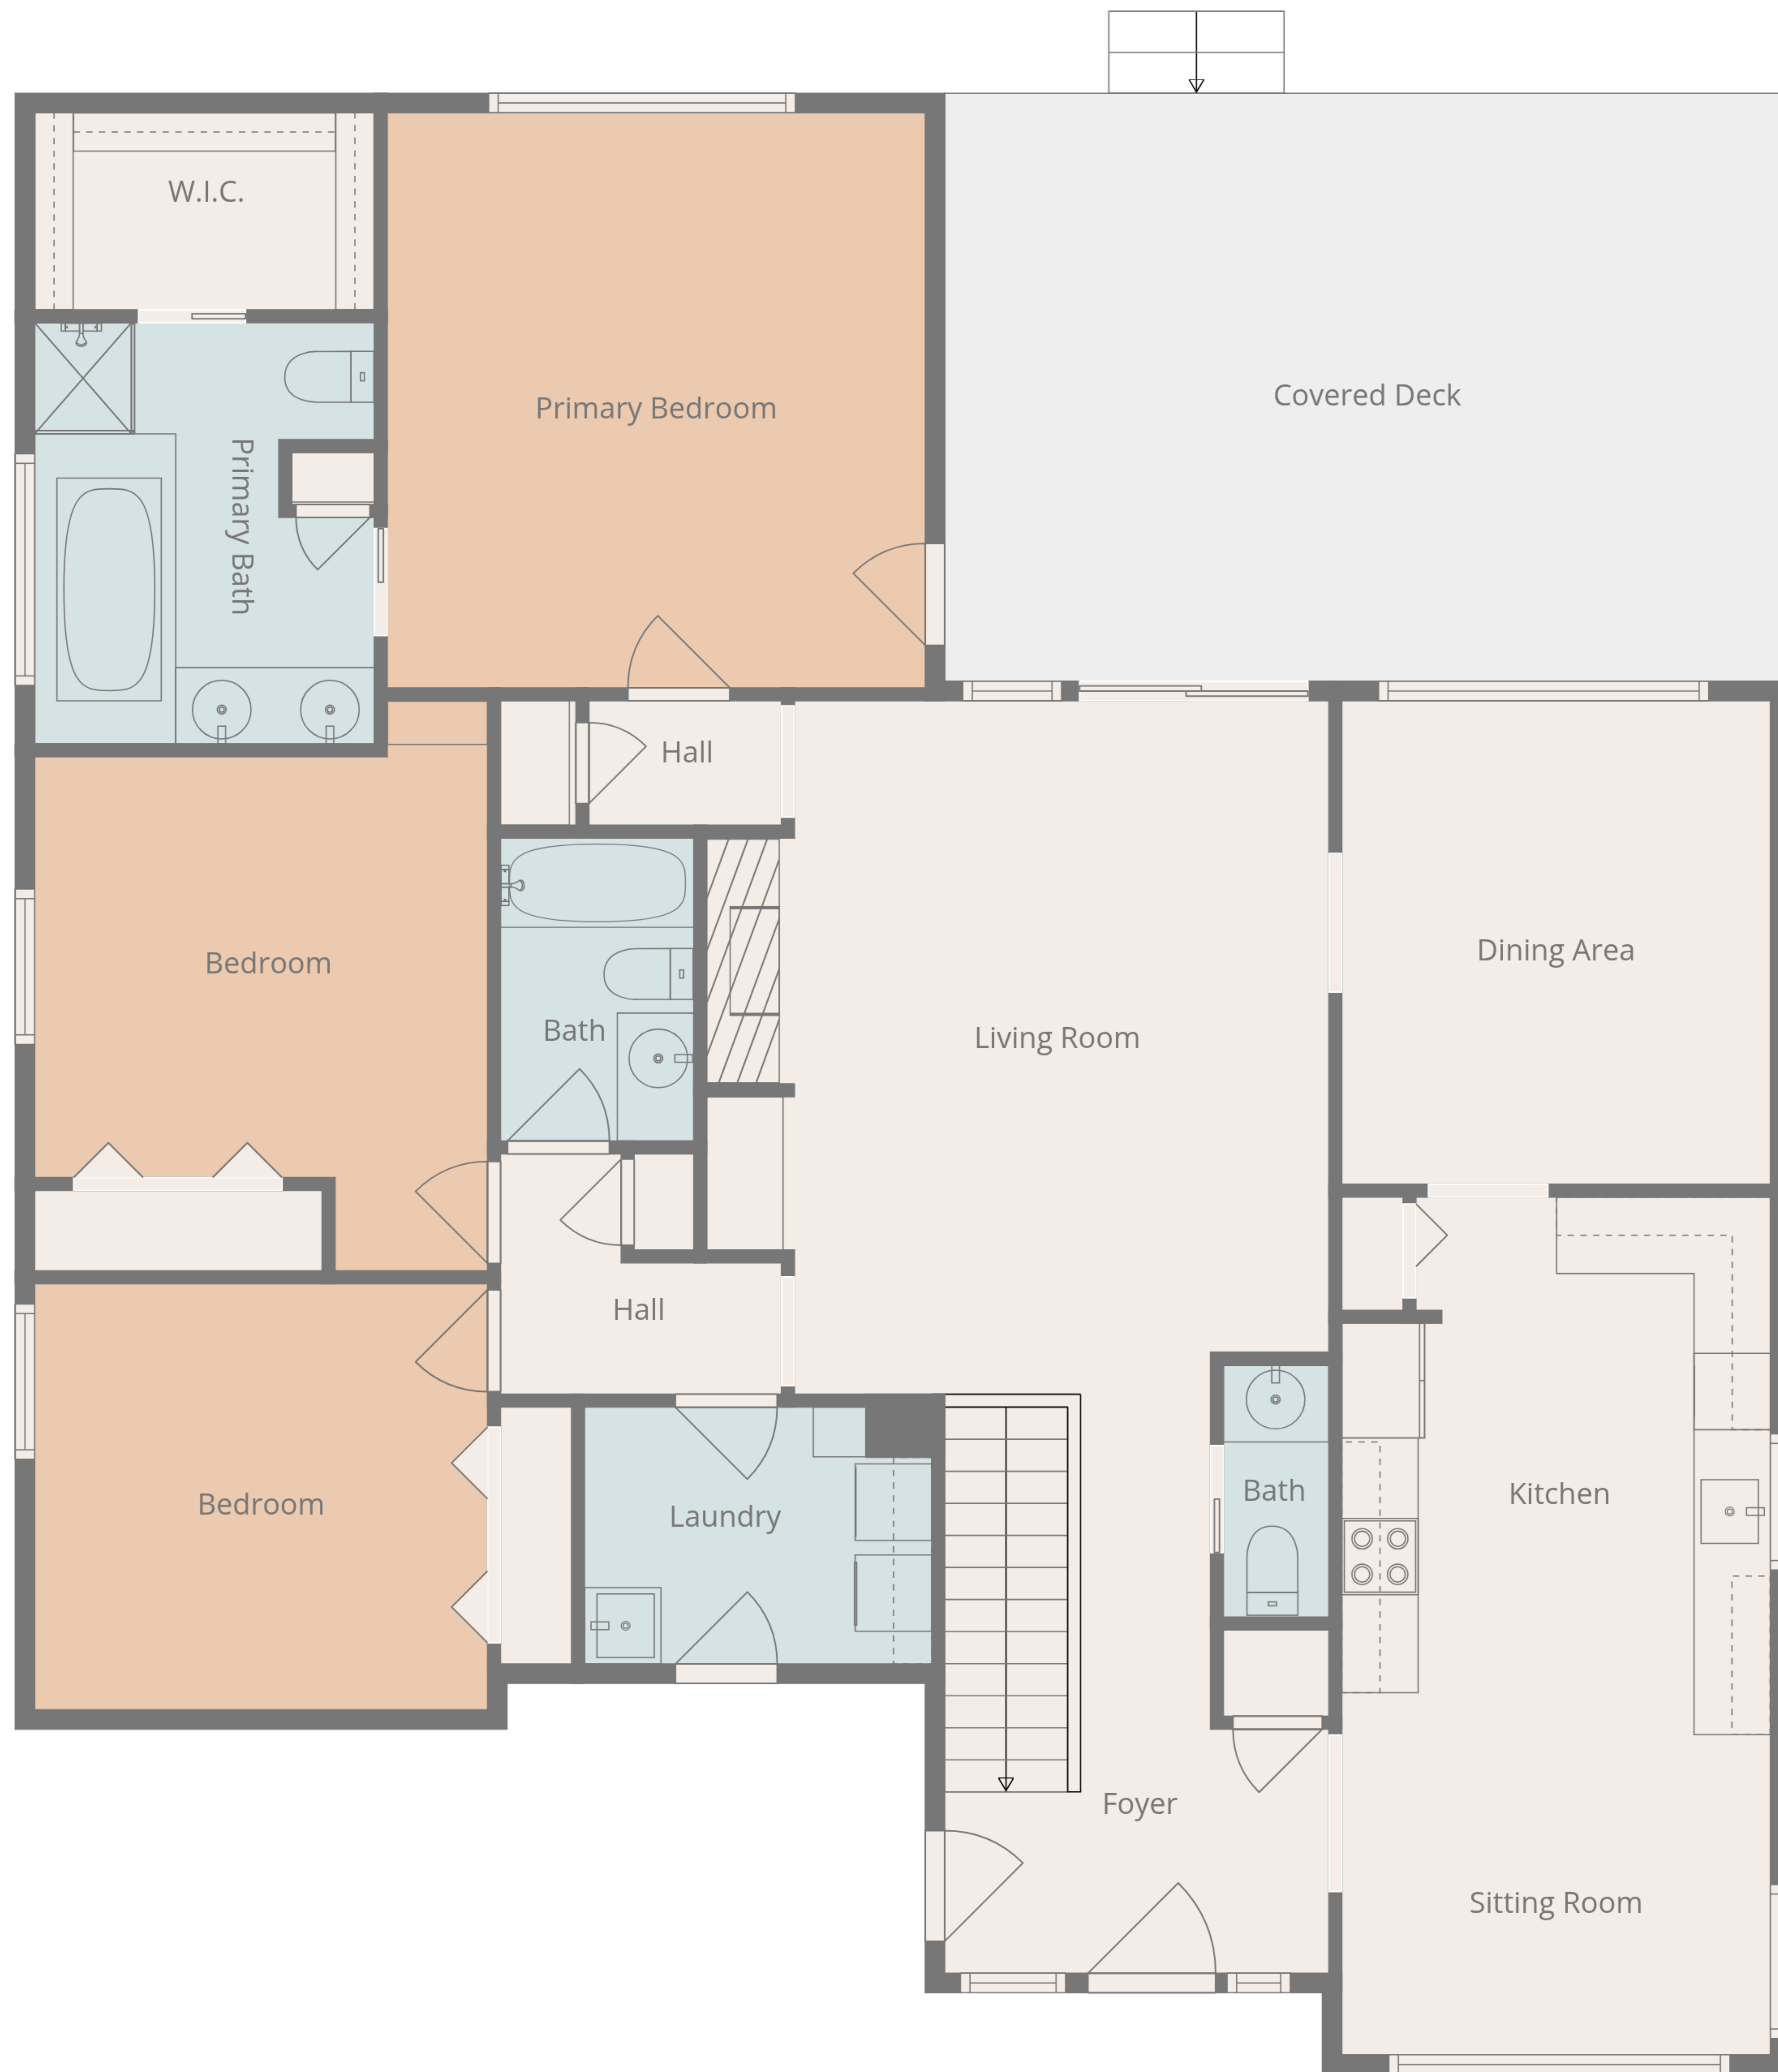 W.I.C.
Primary Bedroom
Covered Deck
Primary Bath
Hall
Bedroom
Dining Area
Bath
Living Room
Hall
Bath
Kitchen
Bedroom
Laundry
Foyer
Sitting Room